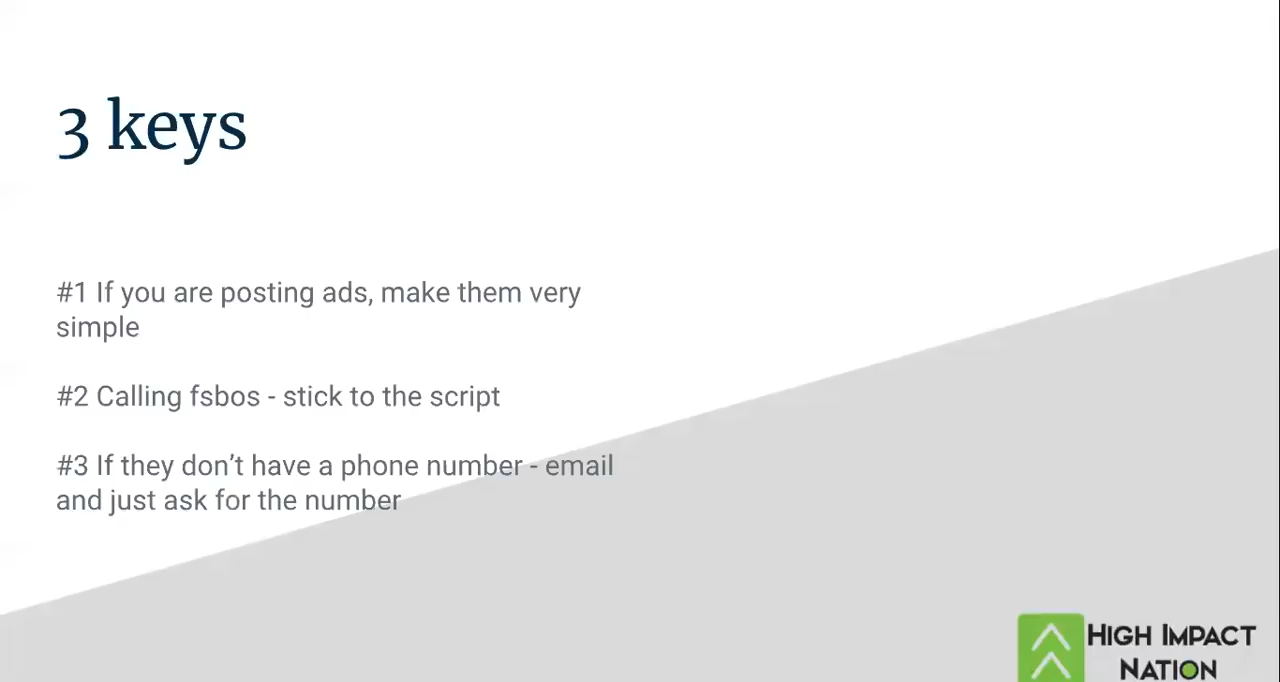 3 keys
#1 If you are posting ads, make them very
simple
#2 Calling fsbos - stick to the script
#3 If they don’t have a phone number - email
and just ask for the number
HIGH IMPACT
NATION